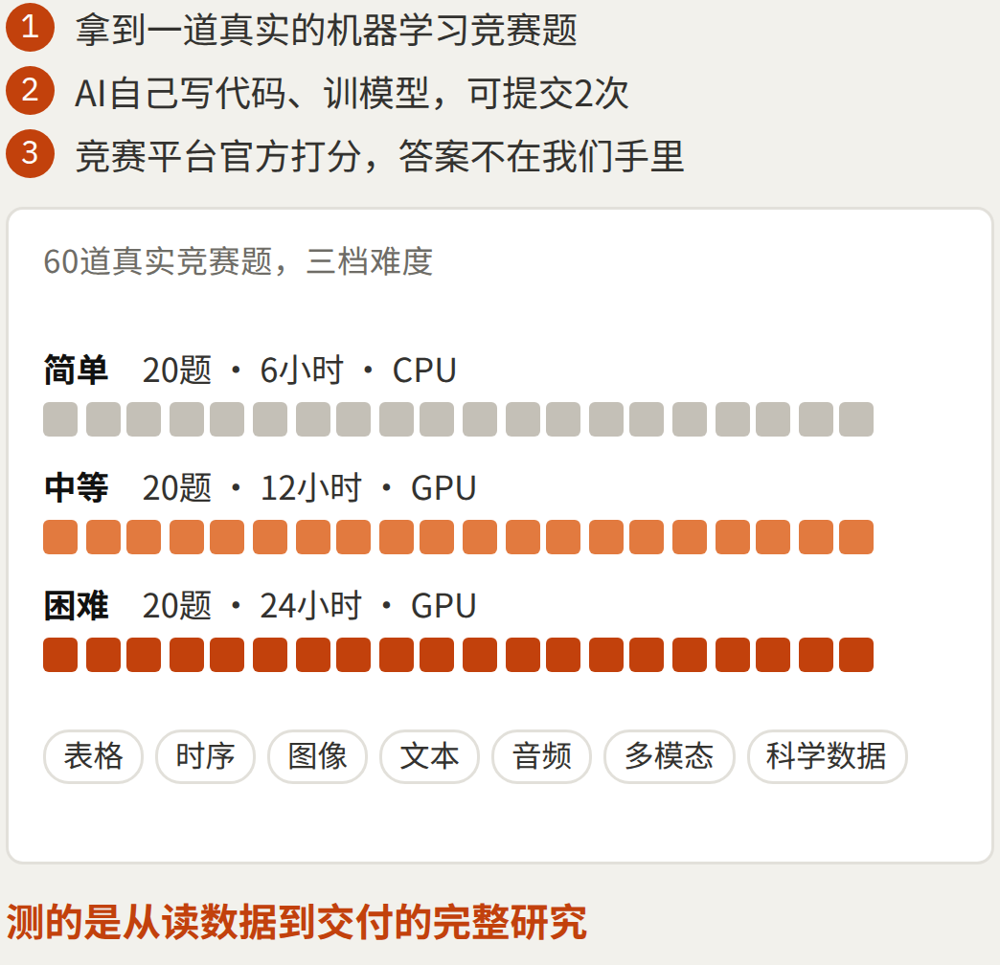 1 拿到一道真实的机器学习竞赛题
2 AI自己写代码、训模型，可提交2次
3 竞赛平台官方打分，答案不在我们手里
60道真实竞赛题，三档难度
简单 20题 · 6小时 · CPU
中等 20题 · 12小时 · GPU
困难 20题 · 24小时 · GPU
表格 时序 图像 文本 音频 多模态 科学数据
测的是从读数据到交付的完整研究